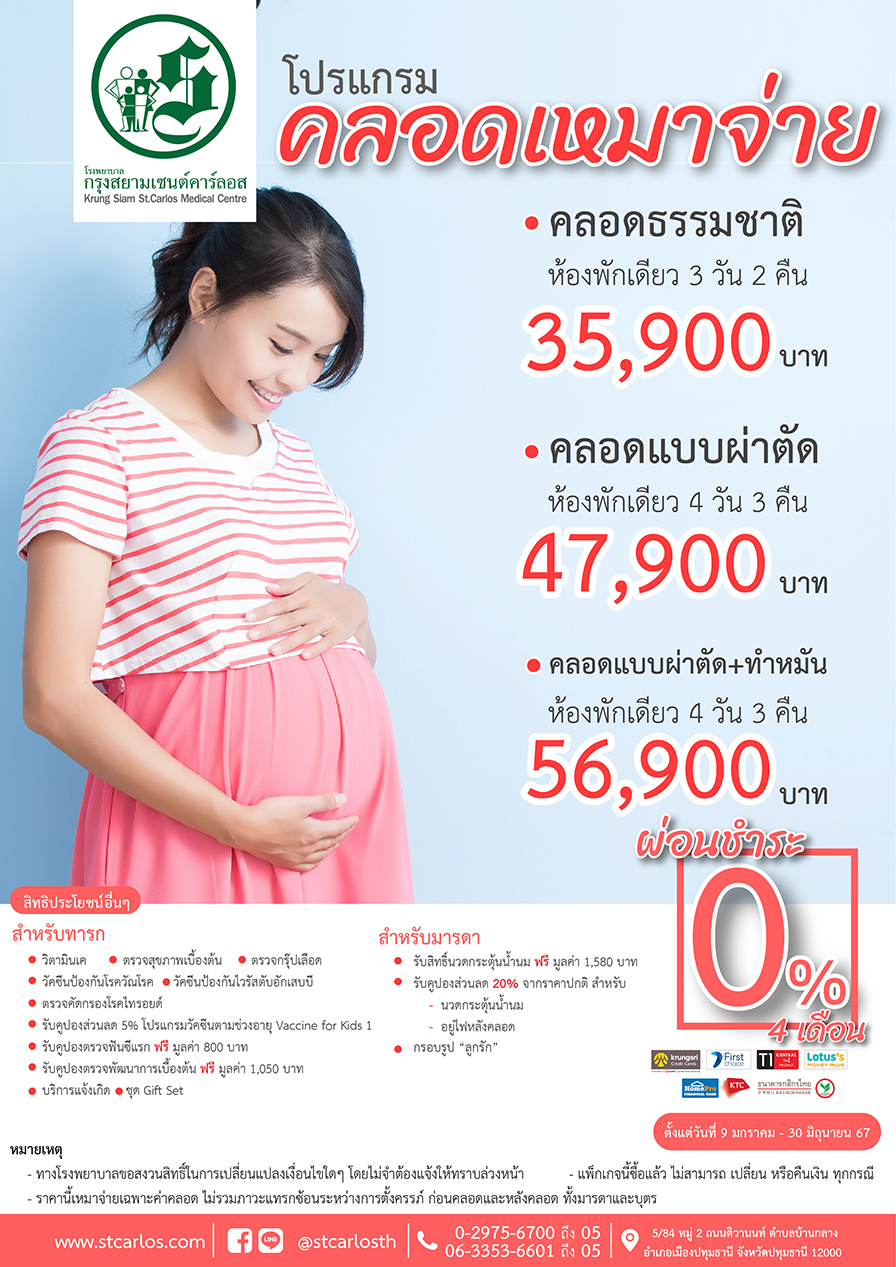 โรงพยาบาล
กรุงสยามเซนต์คาร์ลอส
Krung Siam St.Carlos Medical Centre
โปรแกรม
คลอดเหมาจ่าย
• คลอดธรรมชาติ
ห้องพักเดียว 3 วัน 2 คืน
35,900 บาท
• คลอดแบบผ่าตัด
ห้องพักเดียว 4 วัน 3 คืน
47,900 บาท
• คลอดแบบผ่าตัด+ทำหมัน
ห้องพักเดียว 4 วัน 3 คืน
56,900 บาท
ผ่อนชำระ
0%
4 เดือน
krungsri
Credit Cards
First
choice
T1 CENTRAL The 1
Lotus's
MONEY PLUS
HomePro
FINANCIAL CARD
KTC
ธนาคารกสิกรไทย
开泰银行 KASIKORNBANK
ตั้งแต่วันที่ 9 มกราคม - 30 มิถุนายน 67
สิทธิประโยชน์อื่นๆ
สำหรับทารก
• วิตามินเค • ตรวจสุขภาพเบื้องต้น • ตรวจกรุ๊ปเลือด
• วัคซีนป้องกันโรควัณโรค • วัคซีนป้องกันไวรัสตับอักเสบบี
• ตรวจคัดกรองโรคไทรอยด์
• รับคูปองส่วนลด 5% โปรแกรมวัคซีนตามช่วงอายุ Vaccine for Kids 1
• รับคูปองตรวจฟันซี่แรก ฟรี มูลค่า 800 บาท
• รับคูปองตรวจพัฒนาการเบื้องต้น ฟรี มูลค่า 1,050 บาท
• บริการแจ้งเกิด • ชุด Gift Set
สำหรับมารดา
• รับสิทธิ์นวดกระตุ้นน้ำนม ฟรี มูลค่า 1,580 บาท
• รับคูปองส่วนลด 20% จากราคาปกติ สำหรับ
- นวดกระตุ้นน้ำนม
- อยู่ไฟหลังคลอด
• กรอบรูป “ลูกรัก”
หมายเหตุ
- ทางโรงพยาบาลขอสงวนสิทธิ์ในการเปลี่ยนแปลงเงื่อนไขใดๆ โดยไม่จำต้องแจ้งให้ทราบล่วงหน้า - แพ็กเกจนี้ซื้อแล้ว ไม่สามารถ เปลี่ยน หรือคืนเงิน ทุกกรณี
- ราคานี้เหมาจ่ายเฉพาะค่าคลอด ไม่รวมภาวะแทรกซ้อนระหว่างการตั้งครรภ์ ก่อนคลอดและหลังคลอด ทั้งมารดาและบุตร
www.stcarlos.com
LINE
@stcarlosth
0-2975-6700 ถึง 05
06-3353-6601 ถึง 05
5/84 หมู่ 2 ถนนติวานนท์ ตำบลบ้านกลาง
อำเภอเมืองปทุมธานี จังหวัดปทุมธานี 12000